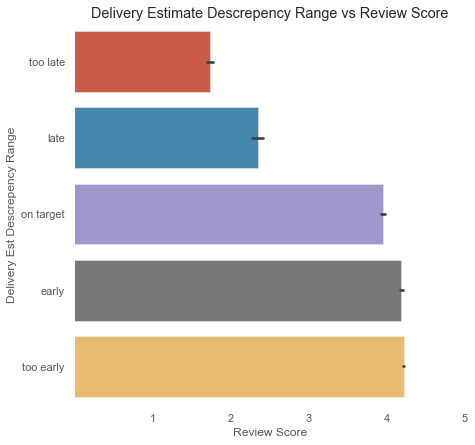 Delivery Estimate Descrepency Range vs Review Score
Delivery Est Descrepency Range
too late
late
on target
early
too early
1 2 3 4 5
Review Score